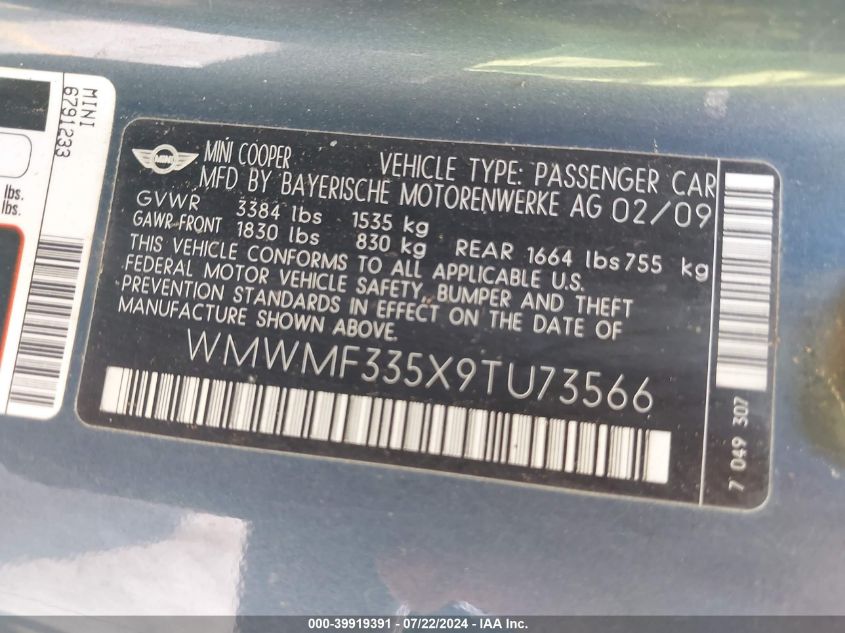 MINI
6791233
lbs.
lbs.
MINI
MINI COOPER VEHICLE TYPE: PASSENGER CAR
MFD BY BAYERISCHE MOTORENWERKE AG 02/09
GVWR 3384 lbs 1535 kg
GAWR-FRONT 1830 lbs 830 kg REAR 1664 lbs 755 kg
THIS VEHICLE CONFORMS TO ALL APPLICABLE U.S.
FEDERAL MOTOR VEHICLE SAFETY, BUMPER AND THEFT
PREVENTION STANDARDS IN EFFECT ON THE DATE OF
MANUFACTURE SHOWN ABOVE.
WMWMF335X9TU73566
7 049 307
000-39919391 - 07/22/2024 - IAA Inc.